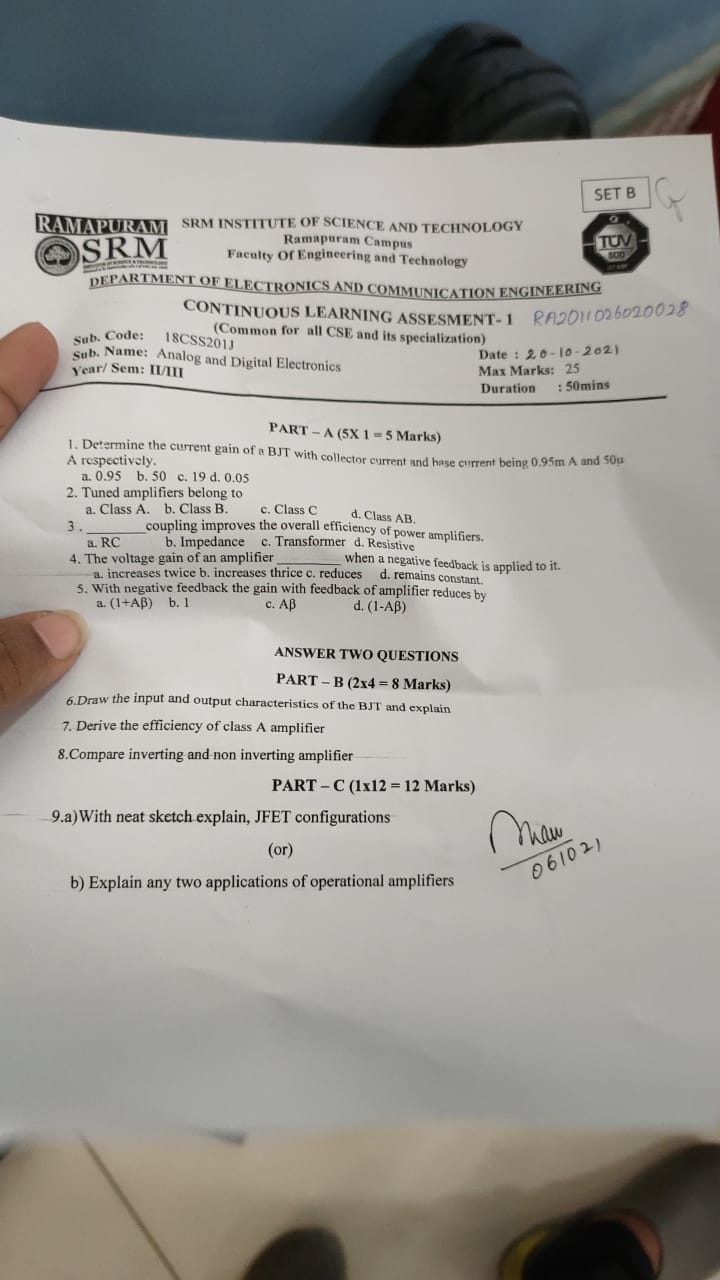 SET B
RAMAPURAM
SRM
SRM INSTITUTE OF SCIENCE AND TECHNOLOGY
Ramapuram Campus
Faculty Of Engineering and Technology
TÜV
SÜD
DEPARTMENT OF ELECTRONICS AND COMMUNICATION ENGINEERING
CONTINUOUS LEARNING ASSESMENT- 1 RA2011026020028
(Common for all CSE and its specialization)
Sub. Code: 18CSS201J
Date : 20-10-2021
Sub. Name: Analog and Digital Electronics
Max Marks: 25
Year/ Sem: II/III
Duration : 50mins
PART – A (5X 1 = 5 Marks)
1. Determine the current gain of a BJT with collector current and base current being 0.95m A and 50μ
A respectively.
a. 0.95 b. 50 c. 19 d. 0.05
2. Tuned amplifiers belong to
a. Class A. b. Class B. c. Class C d. Class AB.
3 . ________coupling improves the overall efficiency of power amplifiers.
a. RC b. Impedance c. Transformer d. Resistive
4. The voltage gain of an amplifier _________ when a negative feedback is applied to it.
a. increases twice b. increases thrice c. reduces d. remains constant.
5. With negative feedback the gain with feedback of amplifier reduces by
a. (1+Aβ) b. 1 c. Aβ d. (1-Aβ)
ANSWER TWO QUESTIONS
PART – B (2x4 = 8 Marks)
6.Draw the input and output characteristics of the BJT and explain
7. Derive the efficiency of class A amplifier
8.Compare inverting and non inverting amplifier
PART – C (1x12 = 12 Marks)
9.a)With neat sketch explain, JFET configurations
(or)
b) Explain any two applications of operational amplifiers
061021